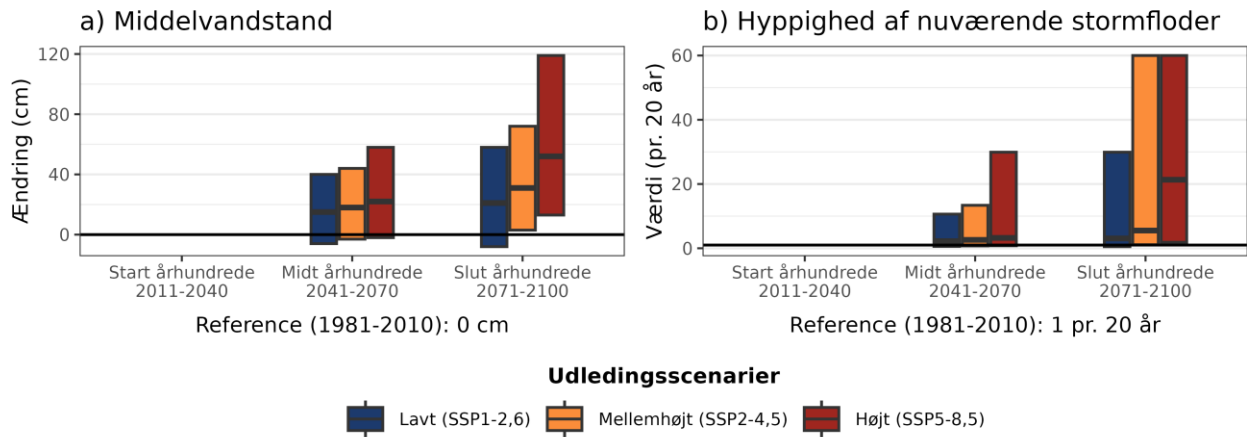 a) Middelvandstand
Ændring (cm)
120
80
40
0
Start århundrede
2011-2040
Midt århundrede
2041-2070
Slut århundrede
2071-2100
Reference (1981-2010): 0 cm
b) Hyppighed af nuværende stormfloder
Værdi (pr. 20 år)
60
40
20
0
Start århundrede
2011-2040
Midt århundrede
2041-2070
Slut århundrede
2071-2100
Reference (1981-2010): 1 pr. 20 år
Udledingsscenarier
Lavt (SSP1-2,6)
Mellemhøjt (SSP2-4,5)
Højt (SSP5-8,5)